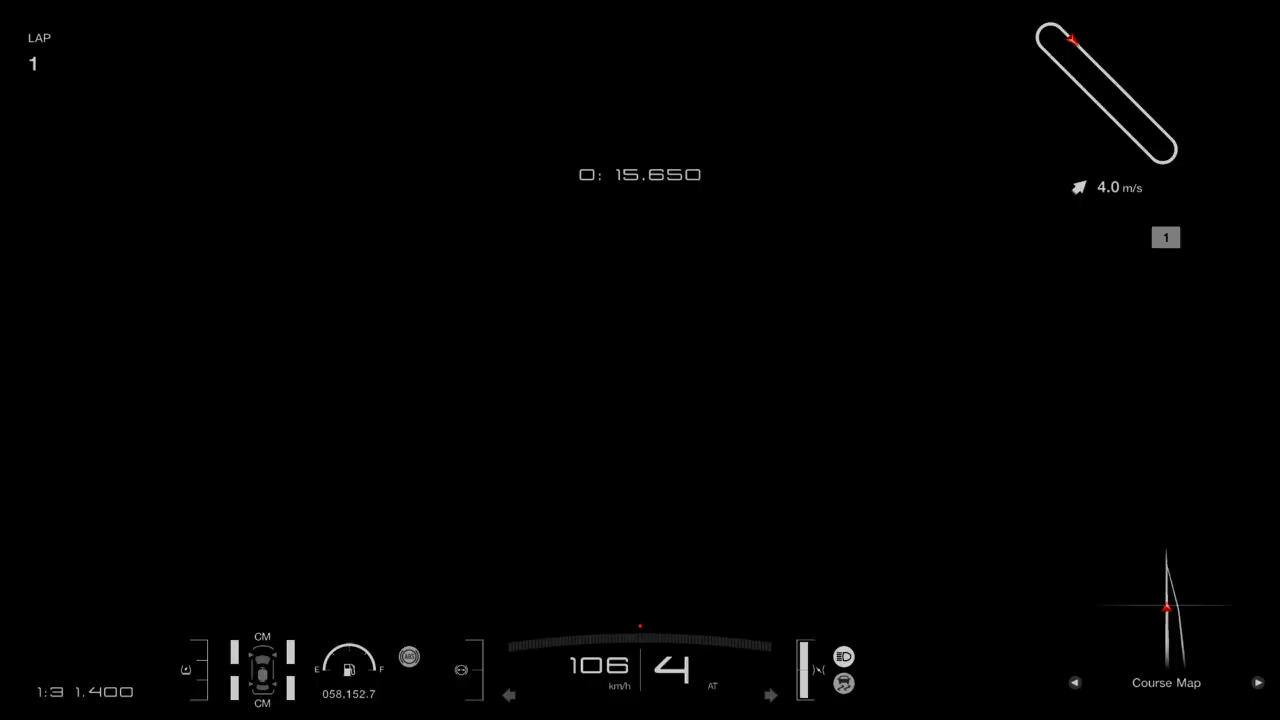 LAP
1
0: 15.650
4.0 m/s
1
CM
ABS
E F
058,152.7
CM
106 km/h 4 AT
1:3 1.400
Course Map